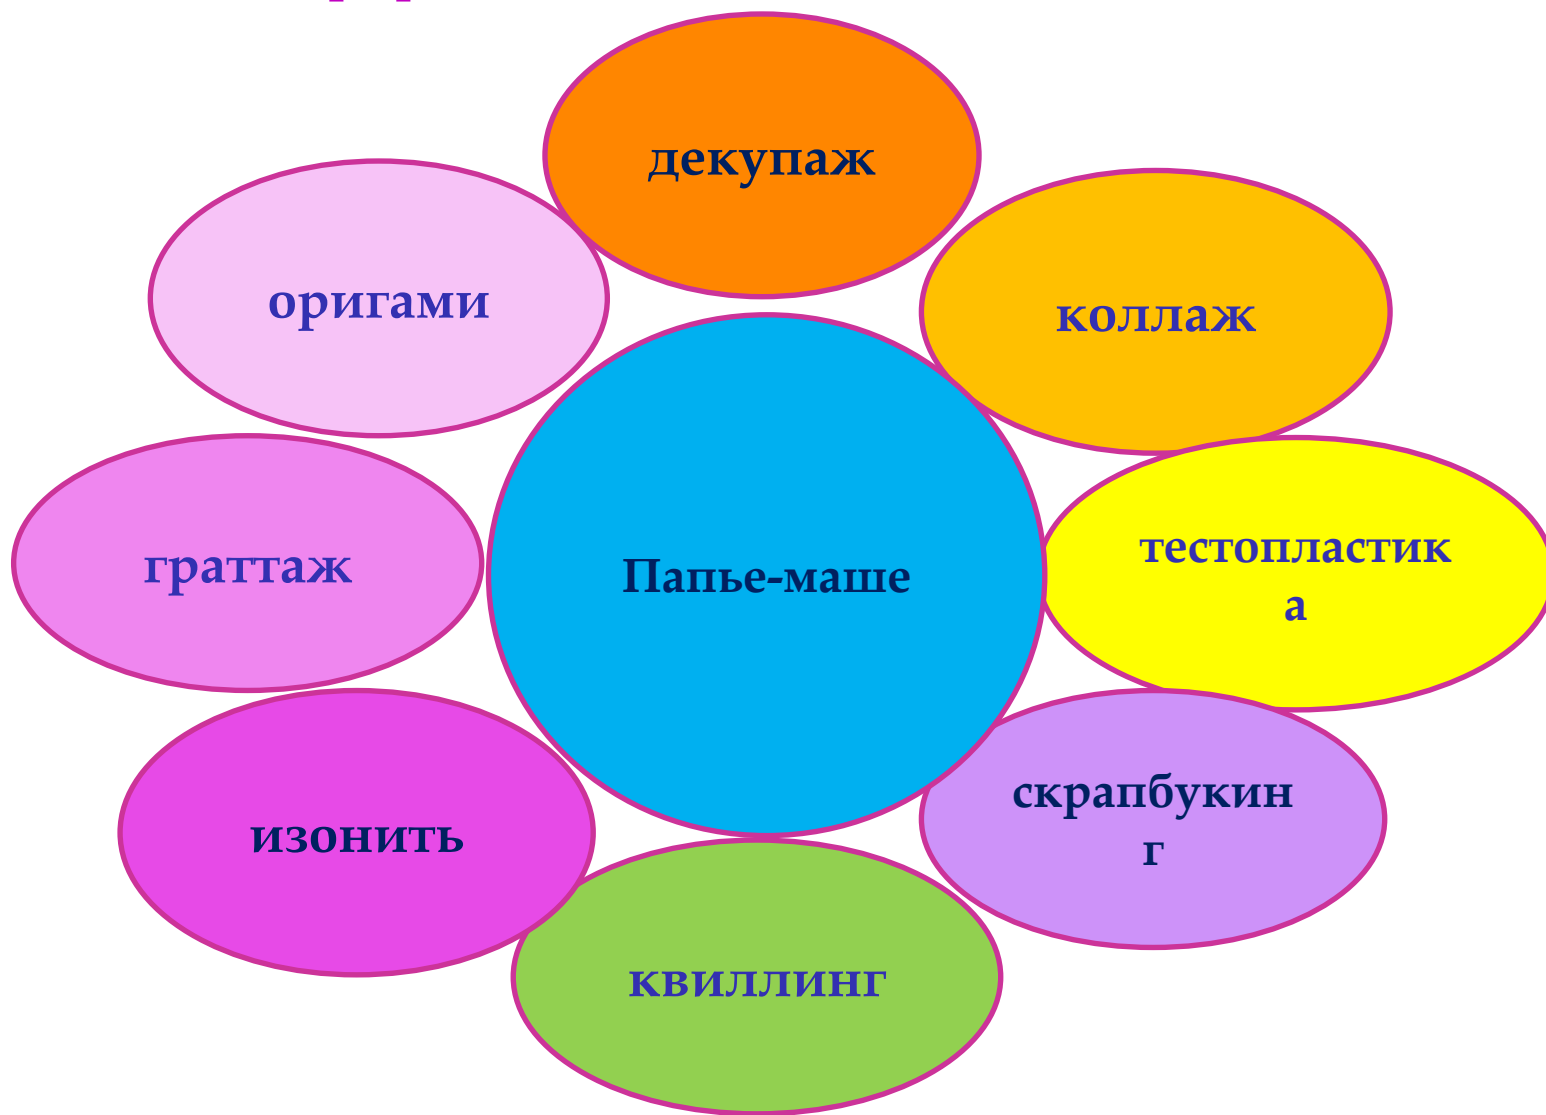 декупаж
оригами
коллаж
граттаж
Папье-маше
тестопластик
а
скрапбукин
г
изонить
квиллинг